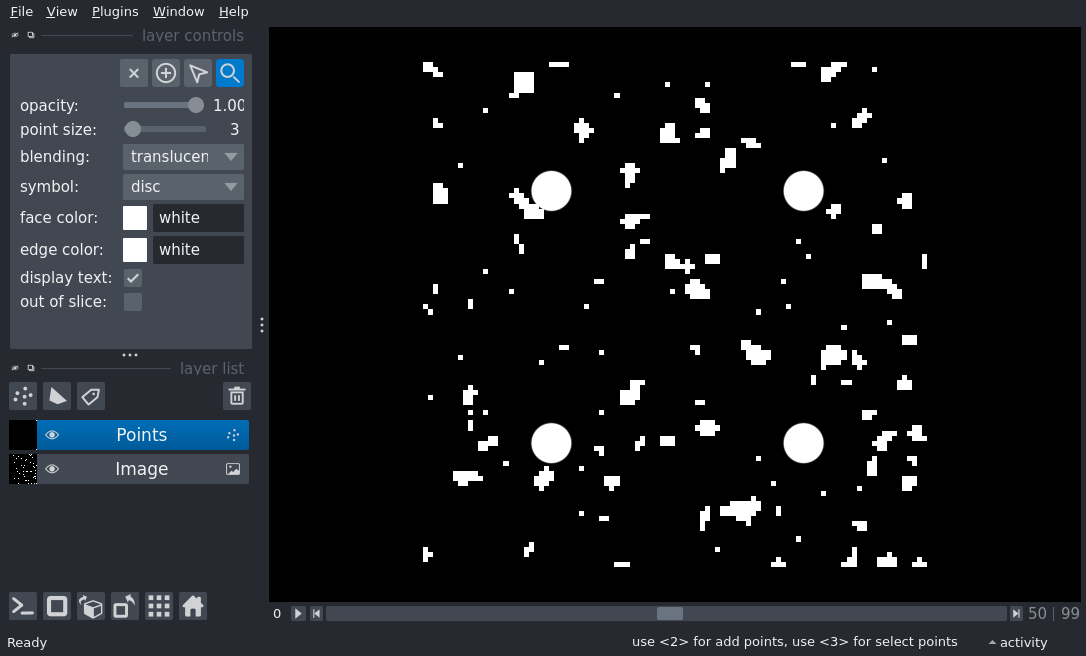 File View Plugins Window Help
layer controls
opacity: 1.00
point size: 3
blending: translucen
symbol: disc
face color: white
edge color: white
display text:
out of slice:
layer list
Points
Image
0 50 | 99
Ready use <2> for add points, use <3> for select points activity